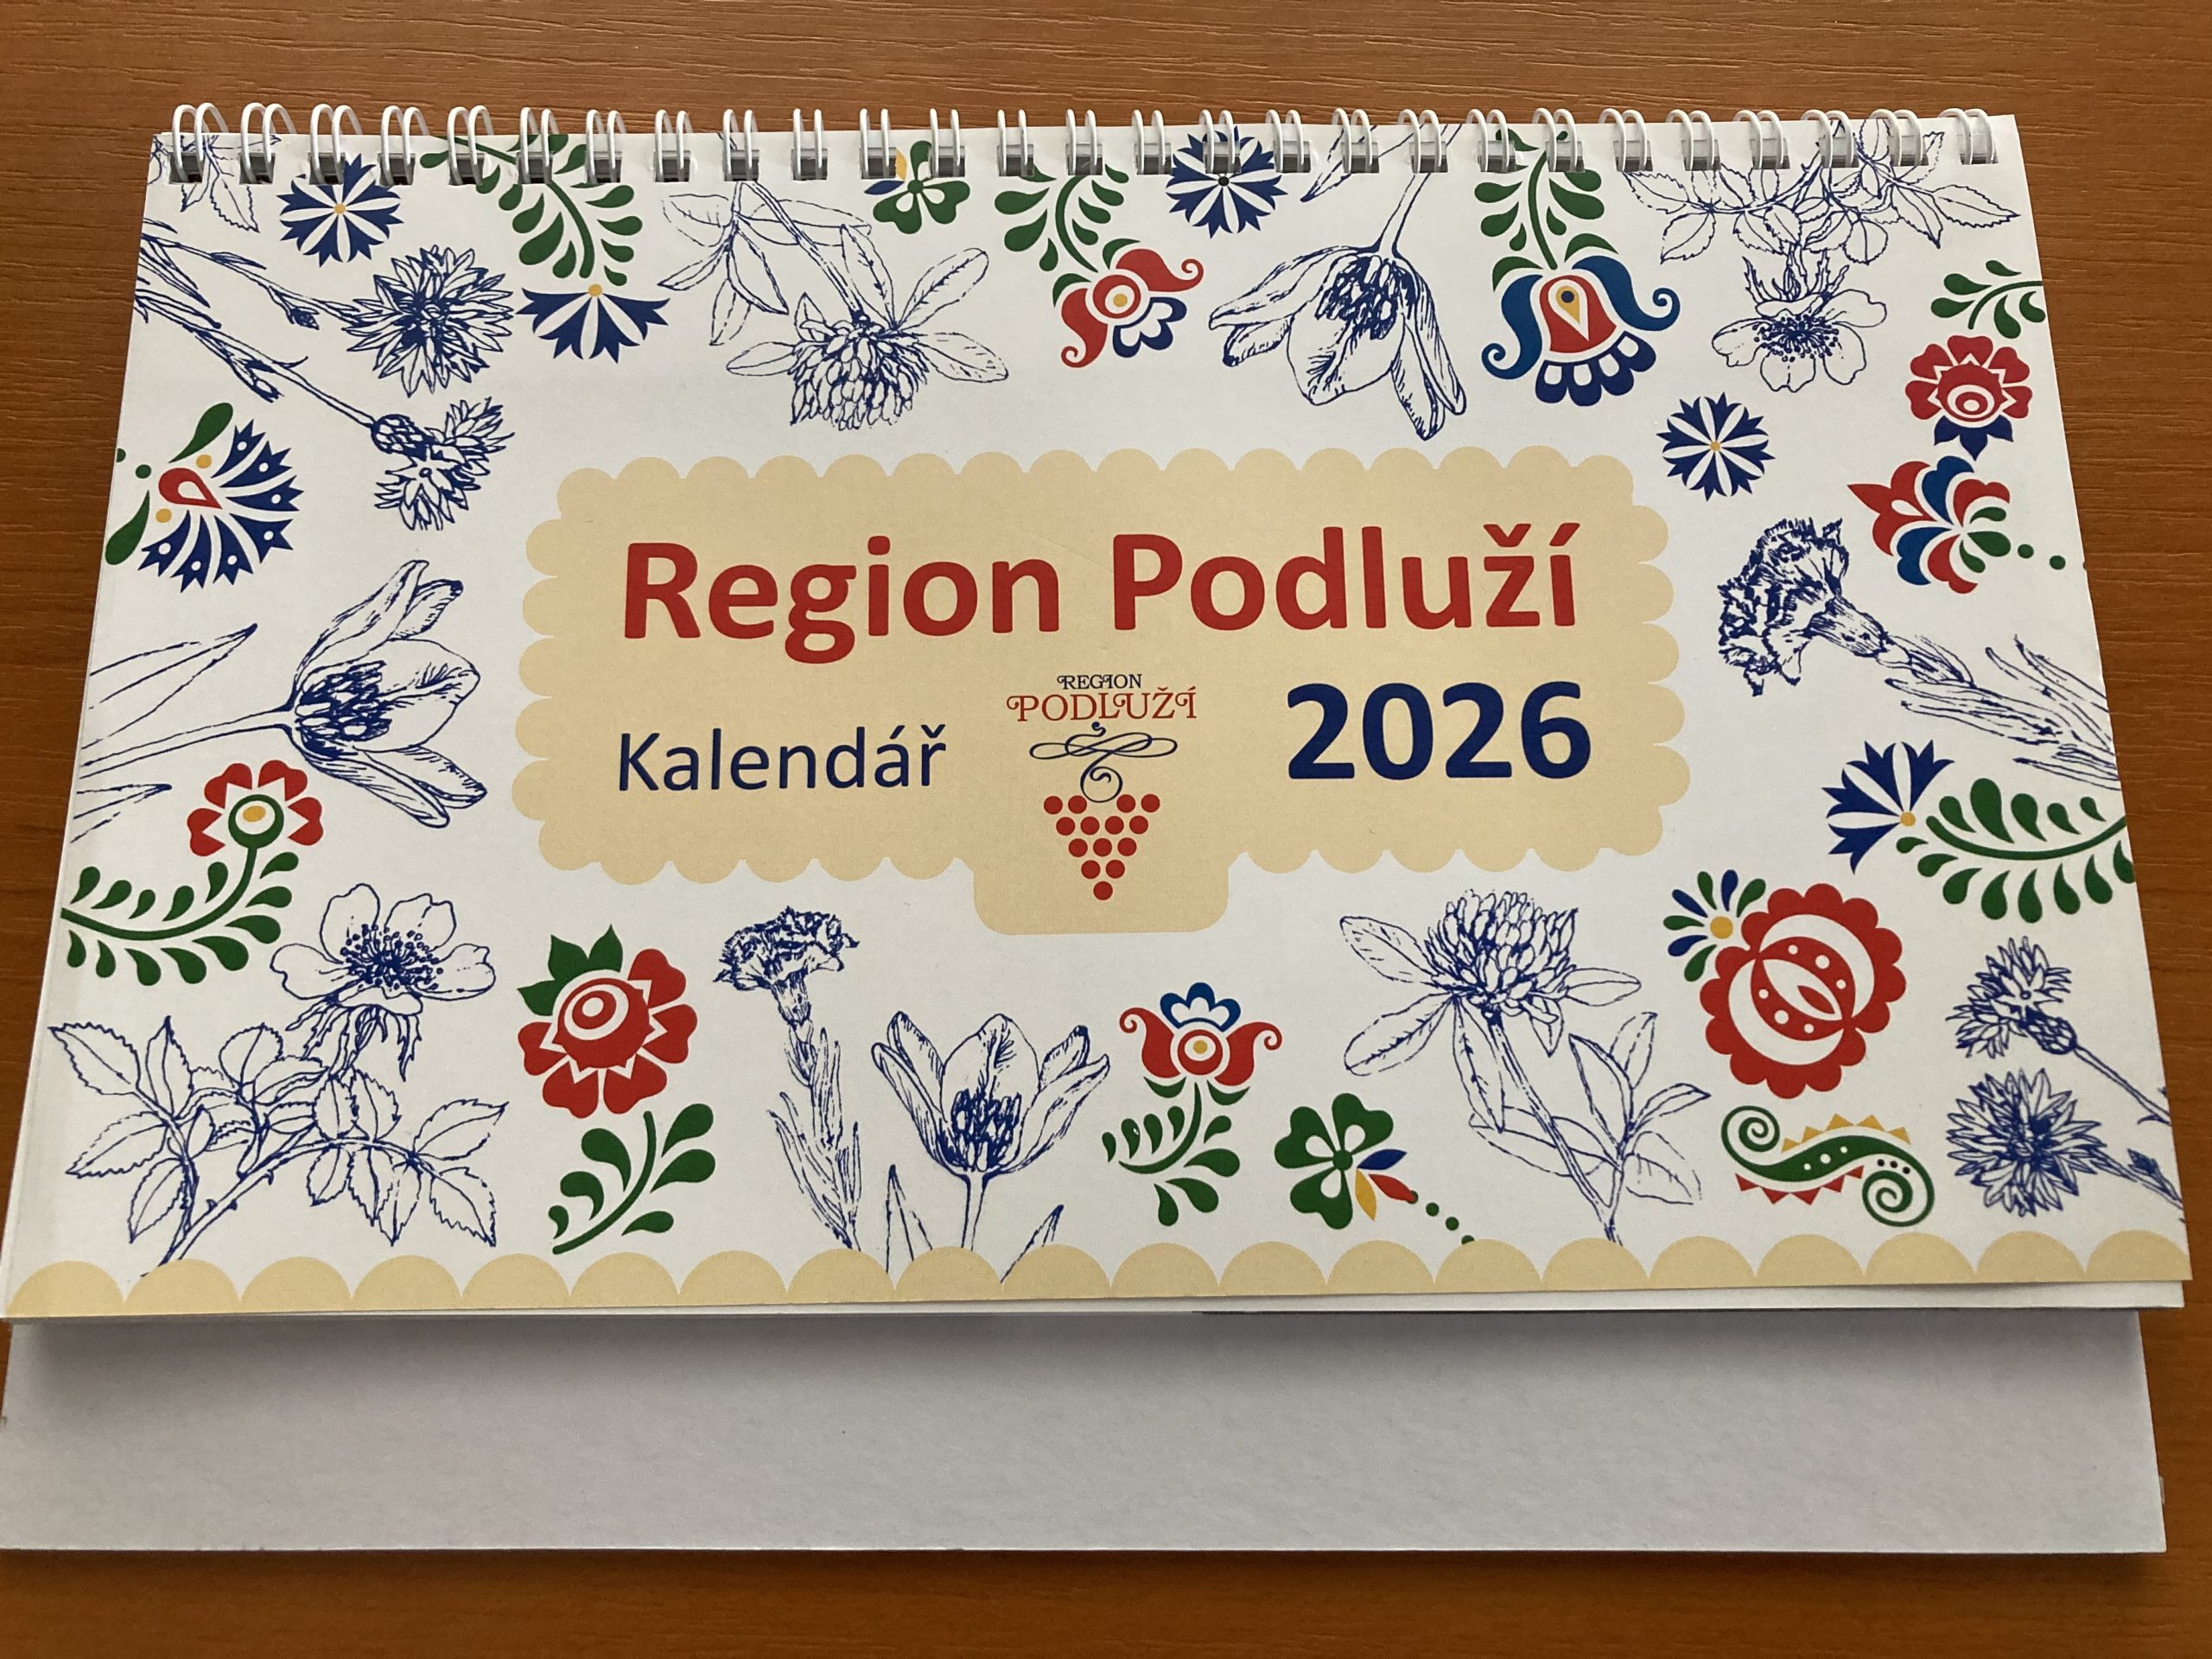 Region Podluží
Kalendář
REGION
PODLUŽÍ
2026